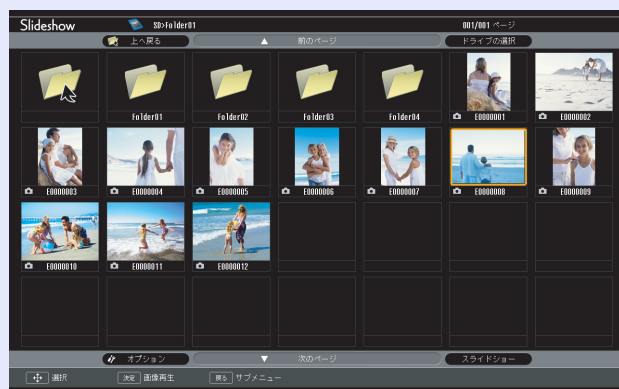 Slideshow SD>Folder01 001/001 ページ
上へ戻る ▲ 前のページ ドライブの選択
Folder01 Folder02 Folder03 Folder04 E0000001 E0000002
E0000003 E0000004 E0000005 E0000006 E0000007 E0000008 E0000009
E0000010 E0000011 E0000012
オプション ▼ 次のページ スライドショー
選択 決定 画像再生 戻る サブメニュー